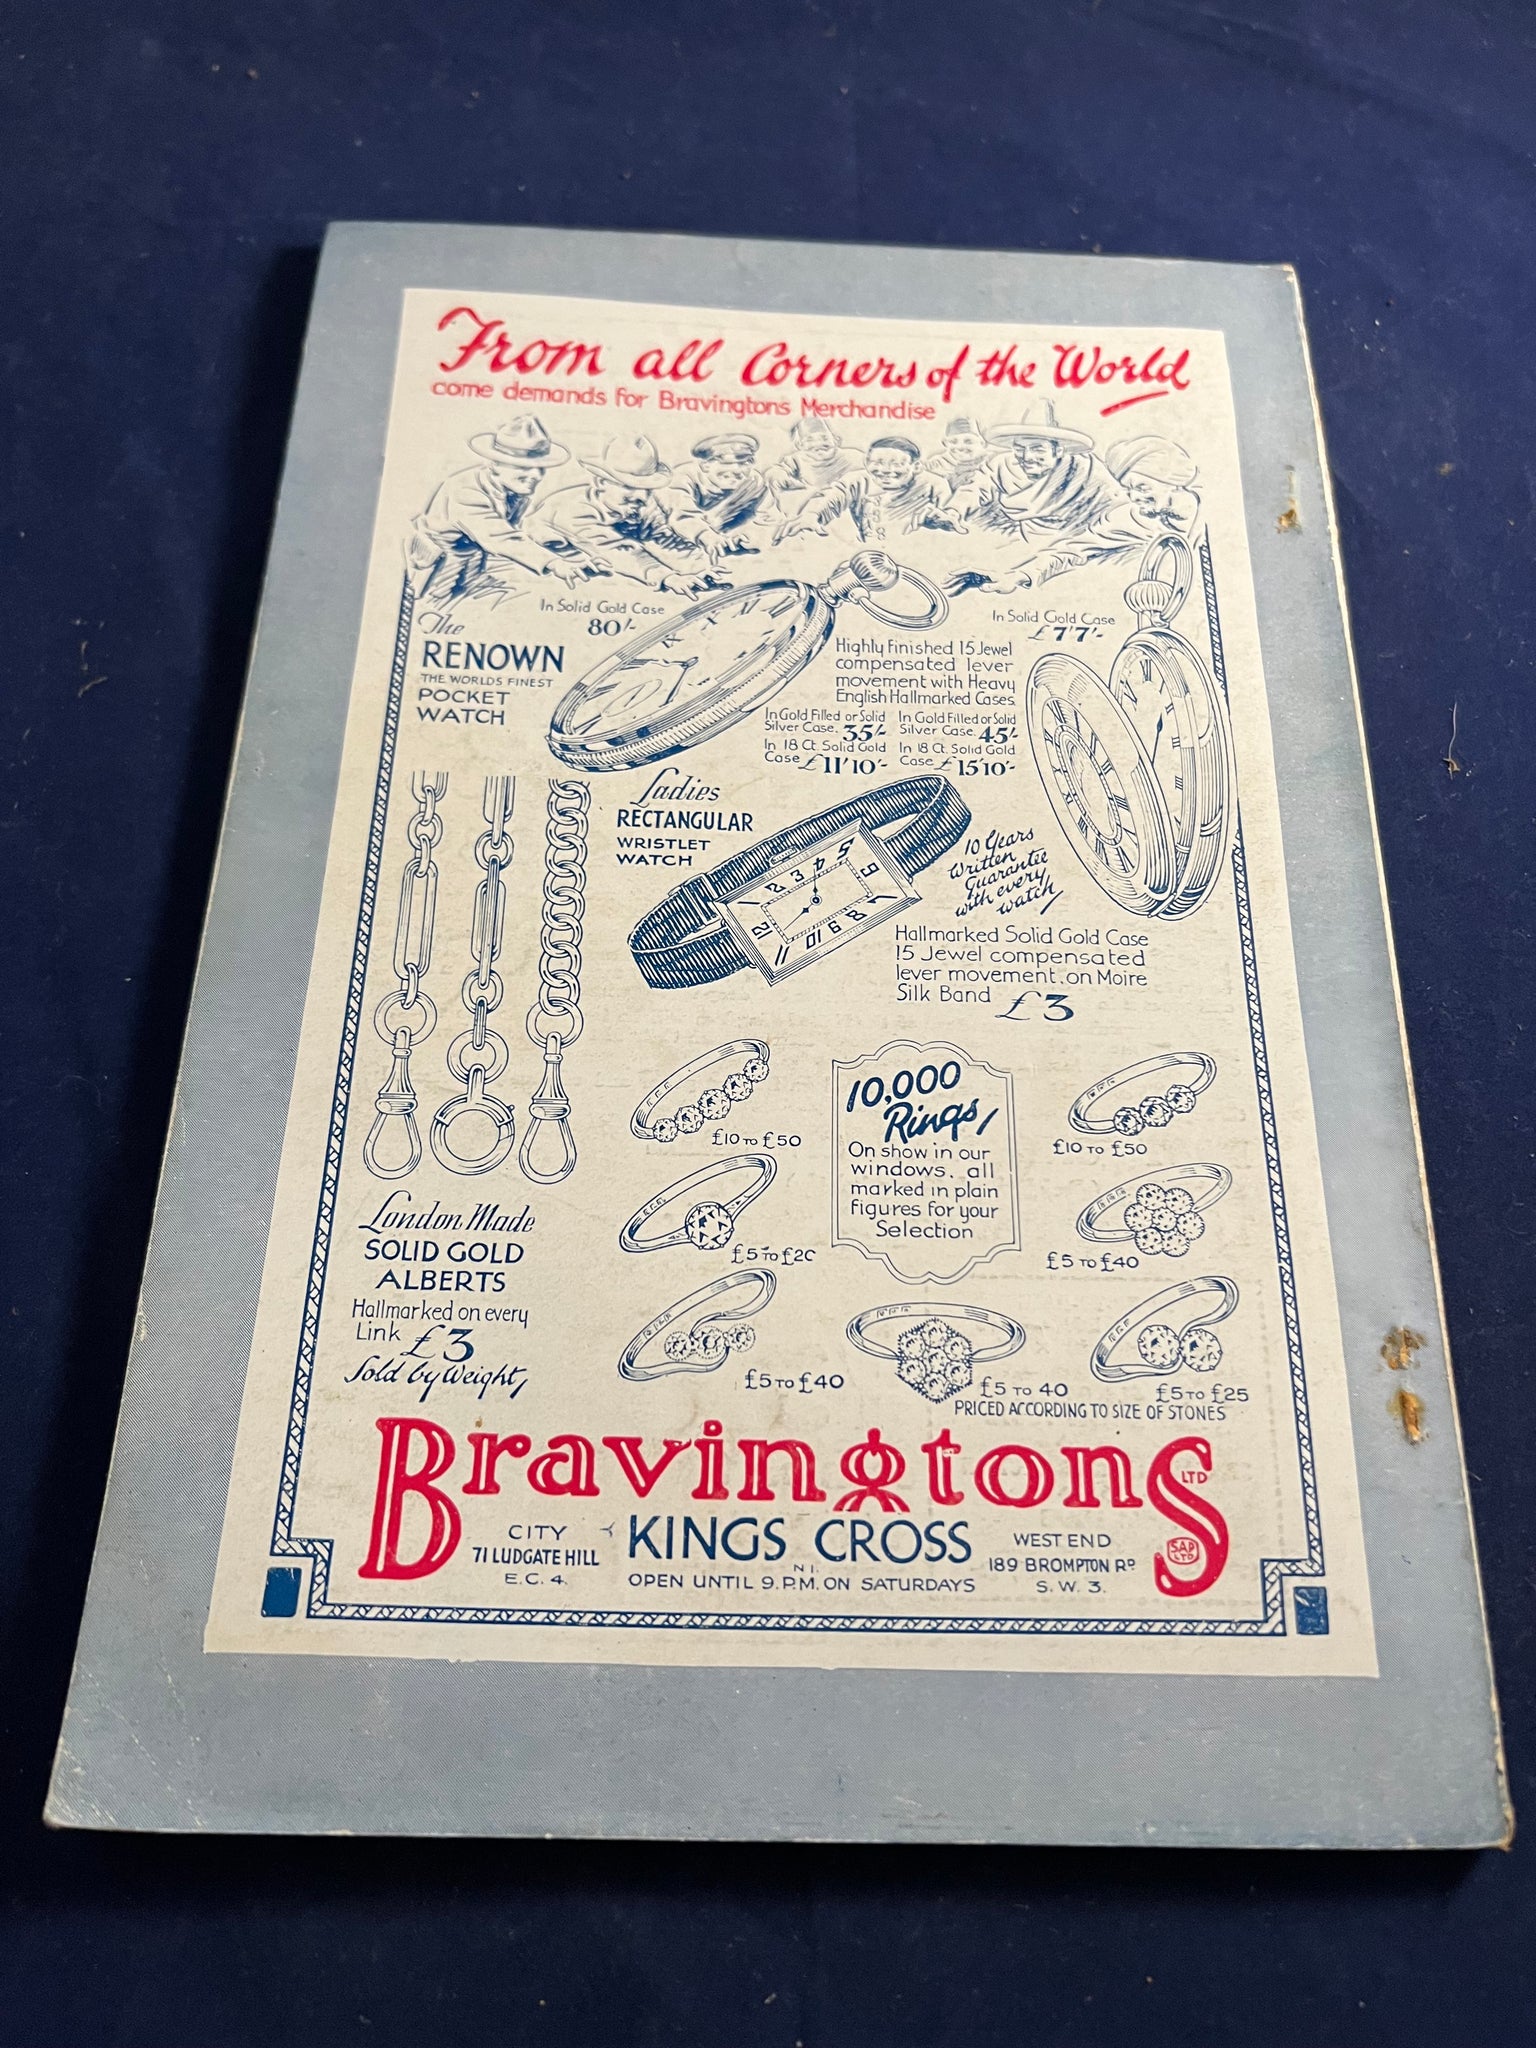 From all Corners of the World
come demands for Bravingtons Merchandise
In Solid Gold Case
80/-
The
RENOWN
THE WORLDS FINEST
POCKET
WATCH
In Solid Gold Case
£7'7'-
Highly Finished 15 Jewel
compensated lever
movement with Heavy
English Hallmarked Cases.
In Gold Filled or Solid
Silver Case. 35/-
In 18 Ct. Solid Gold
Case £11'10'-
In Gold Filled or Solid
Silver Case. 45/-
In 18 Ct. Solid Gold
Case £15'10'-
Ladies
RECTANGULAR
WRISTLET
WATCH
10 Years
Written
Guarantee
with every
watch
Hallmarked Solid Gold Case
15 Jewel compensated
lever movement, on Moire
Silk Band £3
London Made
SOLID GOLD
ALBERTS
Hallmarked on every
Link £3
Sold by Weight,
£10 TO £50
£5 TO £20
£5 TO £40
10,000
Rings,
On show in our
windows, all
marked in plain
figures for your
Selection
£10 TO £50
£5 TO £40
£5 TO 40
£5 TO £25
PRICED ACCORDING TO SIZE OF STONES
Bravingtons LTD
CITY
71 LUDGATE HILL
E.C. 4.
KINGS CROSS
N 1.
OPEN UNTIL 9. P.M. ON SATURDAYS
WEST END
189 BROMPTON RD.
S. W. 3.
S.A.P.
LTD